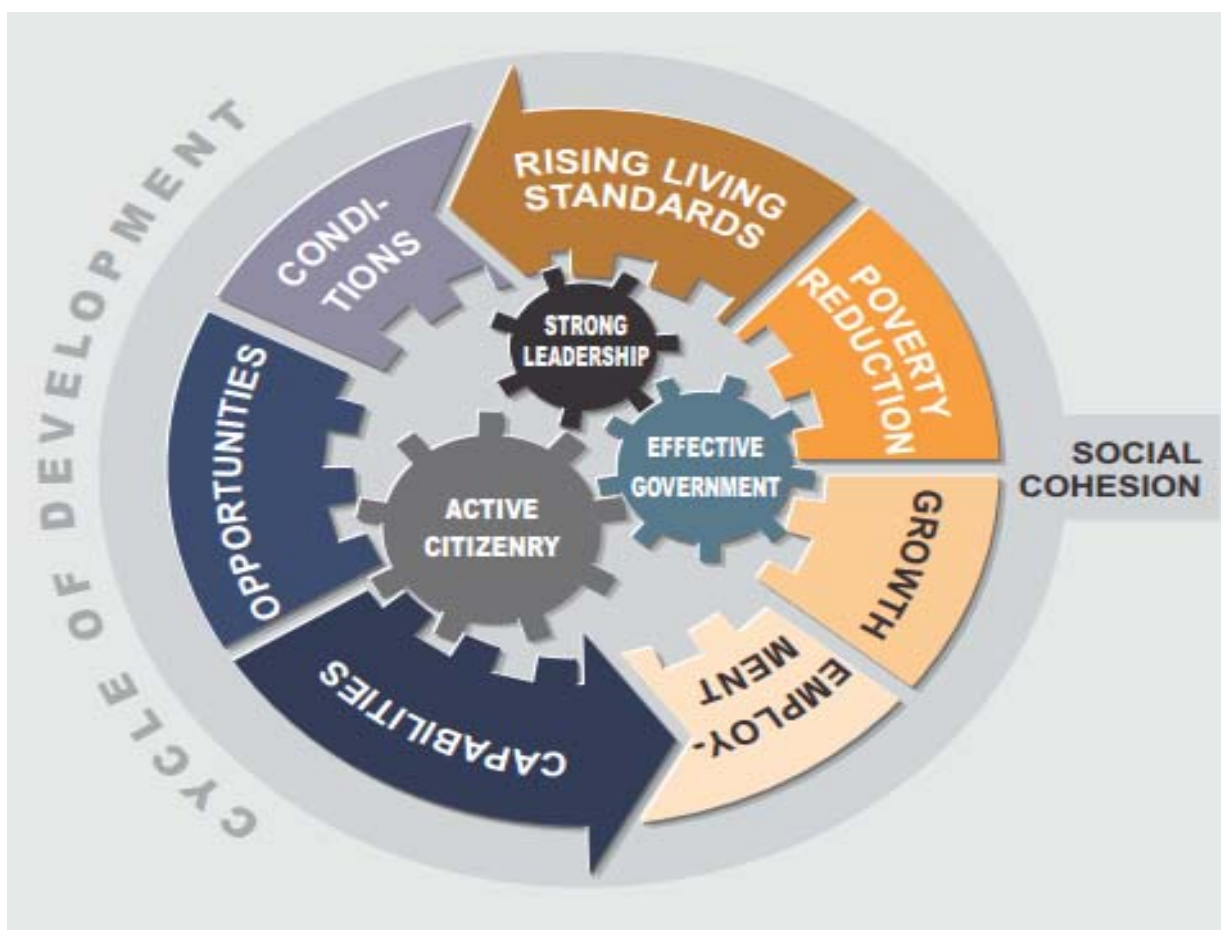 CYCLE OF DEVELOPMENT
RISING LIVING
STANDARDS
POVERTY
REDUCTION
CONDI-
TIONS
STRONG
LEADERSHIP
OPPORTUNITIES
EFFECTIVE
GOVERNMENT
SOCIAL
COHESION
ACTIVE
CITIZENRY
GROWTH
EMPLOY-
MENT
CAPABILITIES